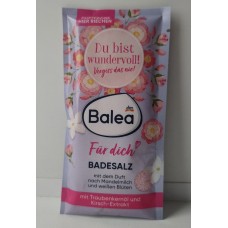 Du bist
wundervoll!
Vergiss das nie!
Balea
Für dich
BADESALZ
mit dem Duft
nach Mandelmilch
und weißen Blüten
mit Traubenkernöl und
Kirsch-Extrakt